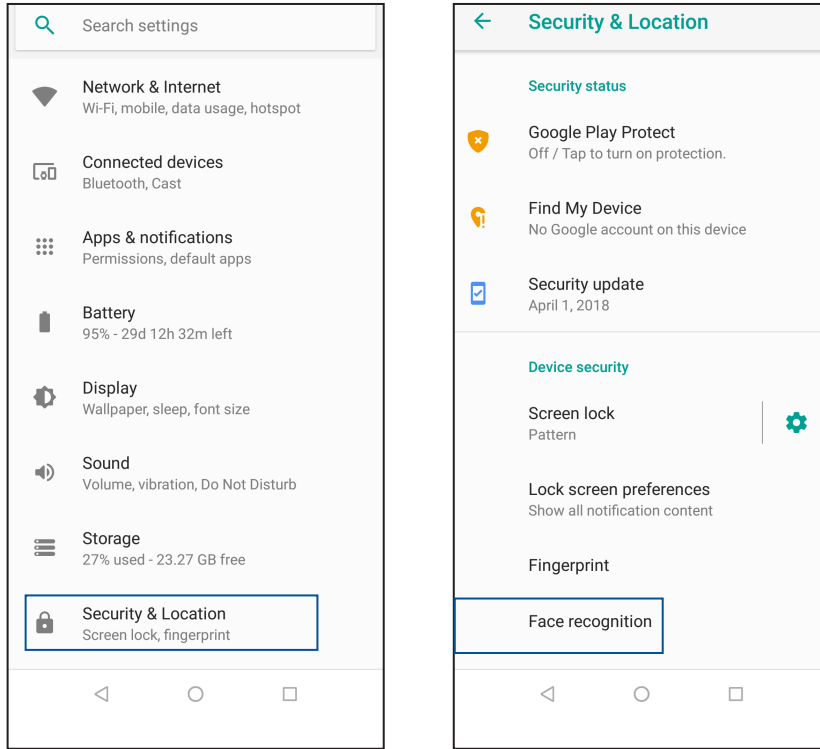 Search settings
Network & Internet
Wi-Fi, mobile, data usage, hotspot
Connected devices
Bluetooth, Cast
Apps & notifications
Permissions, default apps
Battery
95% - 29d 12h 32m left
Display
Wallpaper, sleep, font size
Sound
Volume, vibration, Do Not Disturb
Storage
27% used - 23.27 GB free
Security & Location
Screen lock, fingerprint
Security & Location
Security status
Google Play Protect
Off / Tap to turn on protection.
Find My Device
No Google account on this device
Security update
April 1, 2018
Device security
Screen lock
Pattern
Lock screen preferences
Show all notification content
Fingerprint
Face recognition